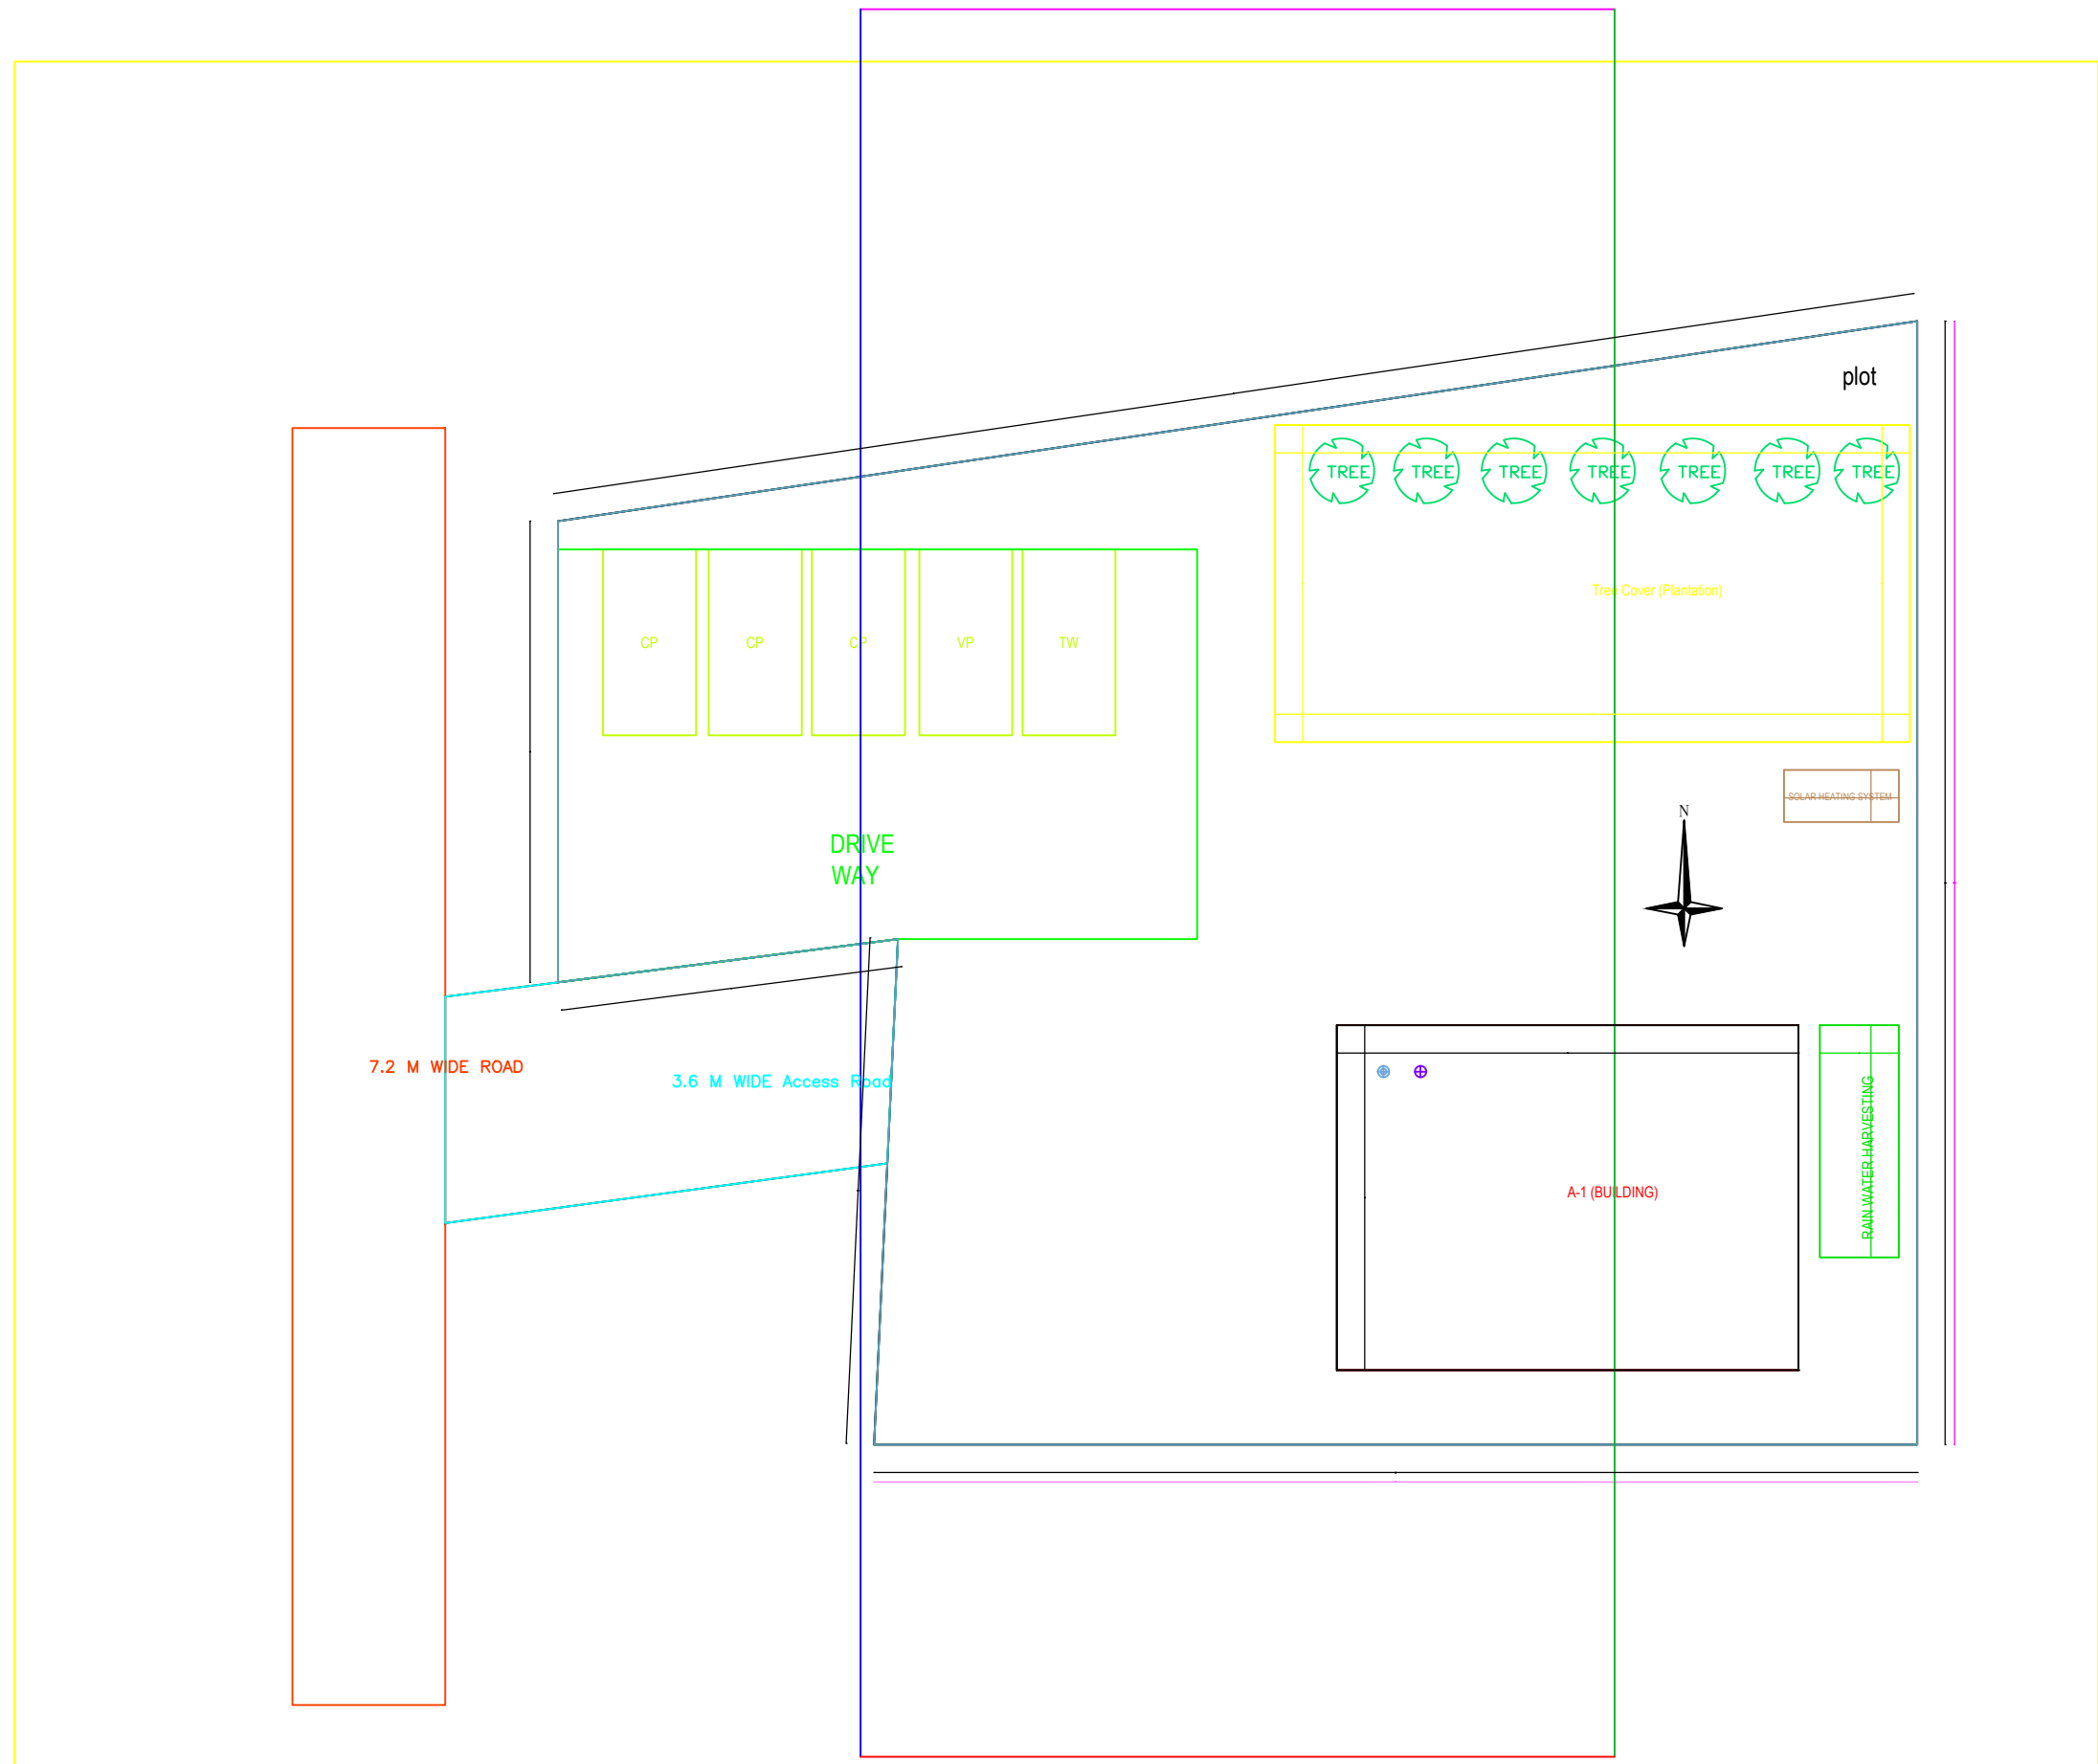 plot
TREE TREE TREE TREE TREE TREE TREE
Tree Cover (Plantation)
CP CP CP VP TW
SOLAR HEATING SYSTEM
N
DRIVE
WAY
7.2 M WIDE ROAD
3.6 M WIDE Access Road
RAIN WATER HARVESTING
A-1 (BUILDING)